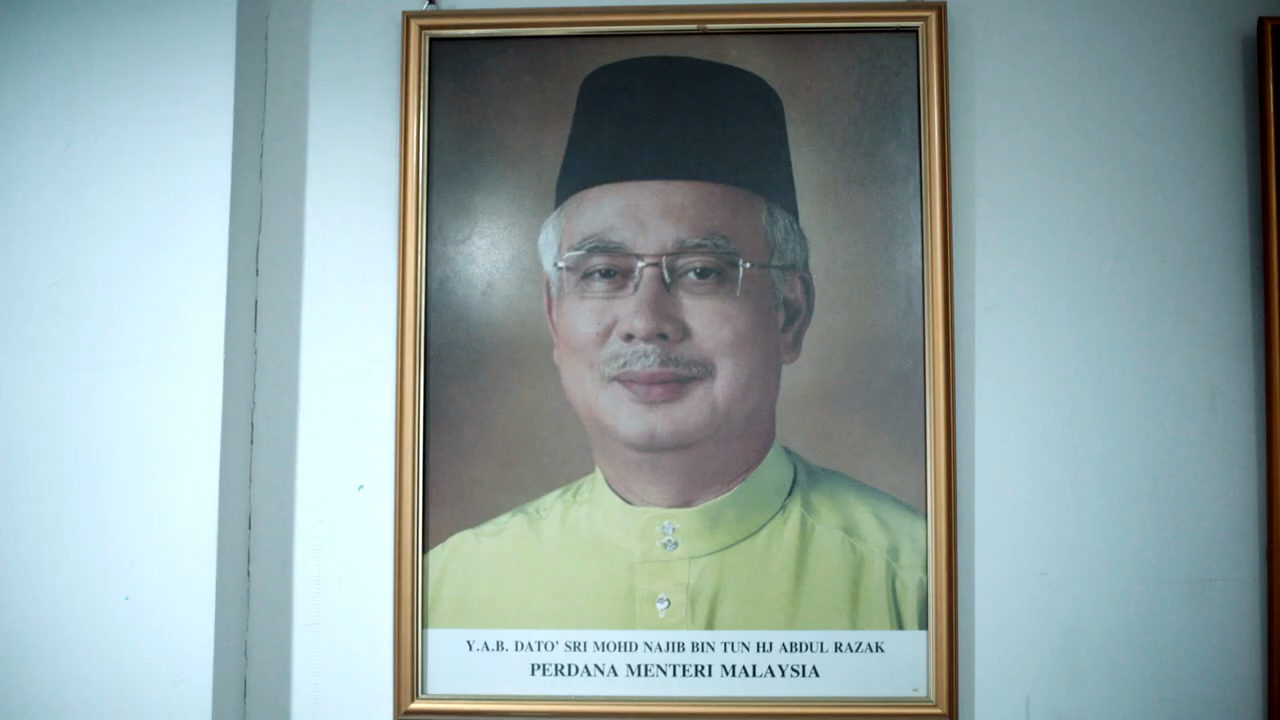 Y.A.B. DATO' SRI MOHD NAJIB BIN TUN HJ ABDUL RAZAK
PERDANA MENTERI MALAYSIA